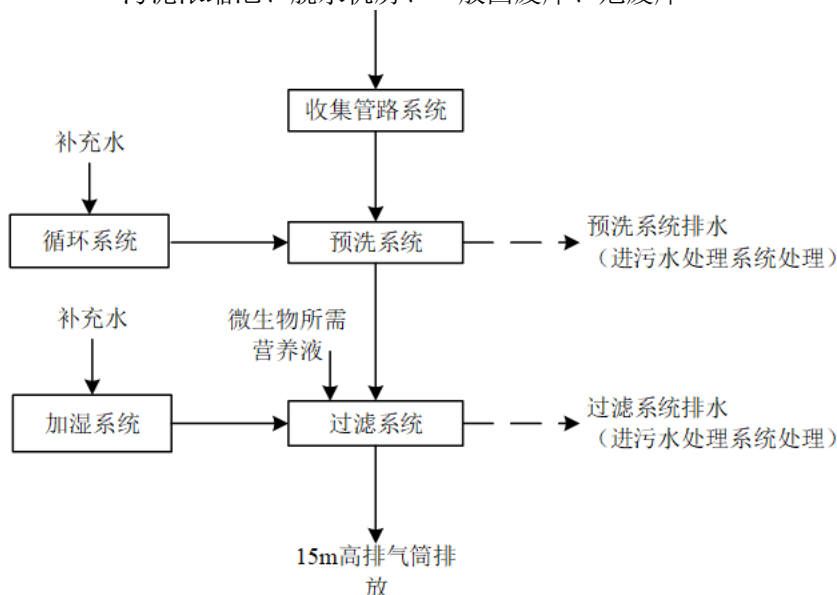 收集管路系统
补充水
循环系统
预洗系统
预洗系统排水
（进污水处理系统处理）
补充水
微生物所需
营养液
加湿系统
过滤系统
过滤系统排水
（进污水处理系统处理）
15m高排气筒排
放